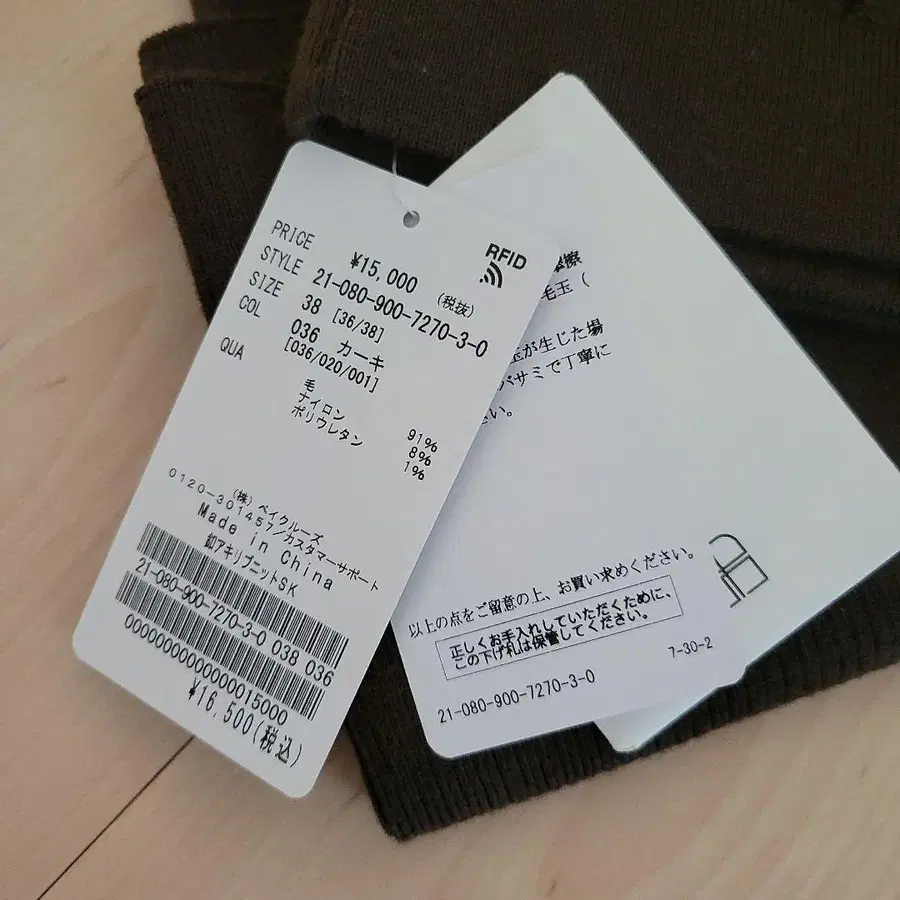 PRICE ¥15,000 (税抜)
STYLE 21-080-900-7270-3-0
SIZE 38 [36/38]
COL 036 カーキ
[036/020/001]
QUA
毛 91%
ナイロン 8%
ポリウレタン 1%
(株) ベイクルーズ
0120-301457/カスタマーサポート
Made in China
釦アキリブニットSK
21-080-900-7270-3-0 038 036
0000000000000015000
¥16,500(税込)
RFID
擦
毛玉（
玉が生じた場
バサミで丁寧に
さい。
以上の点をご留意の上、お買い求めください。
正しくお手入れしていただくために、
この下げ札は保管してください。
21-080-900-7270-3-0
7-30-2